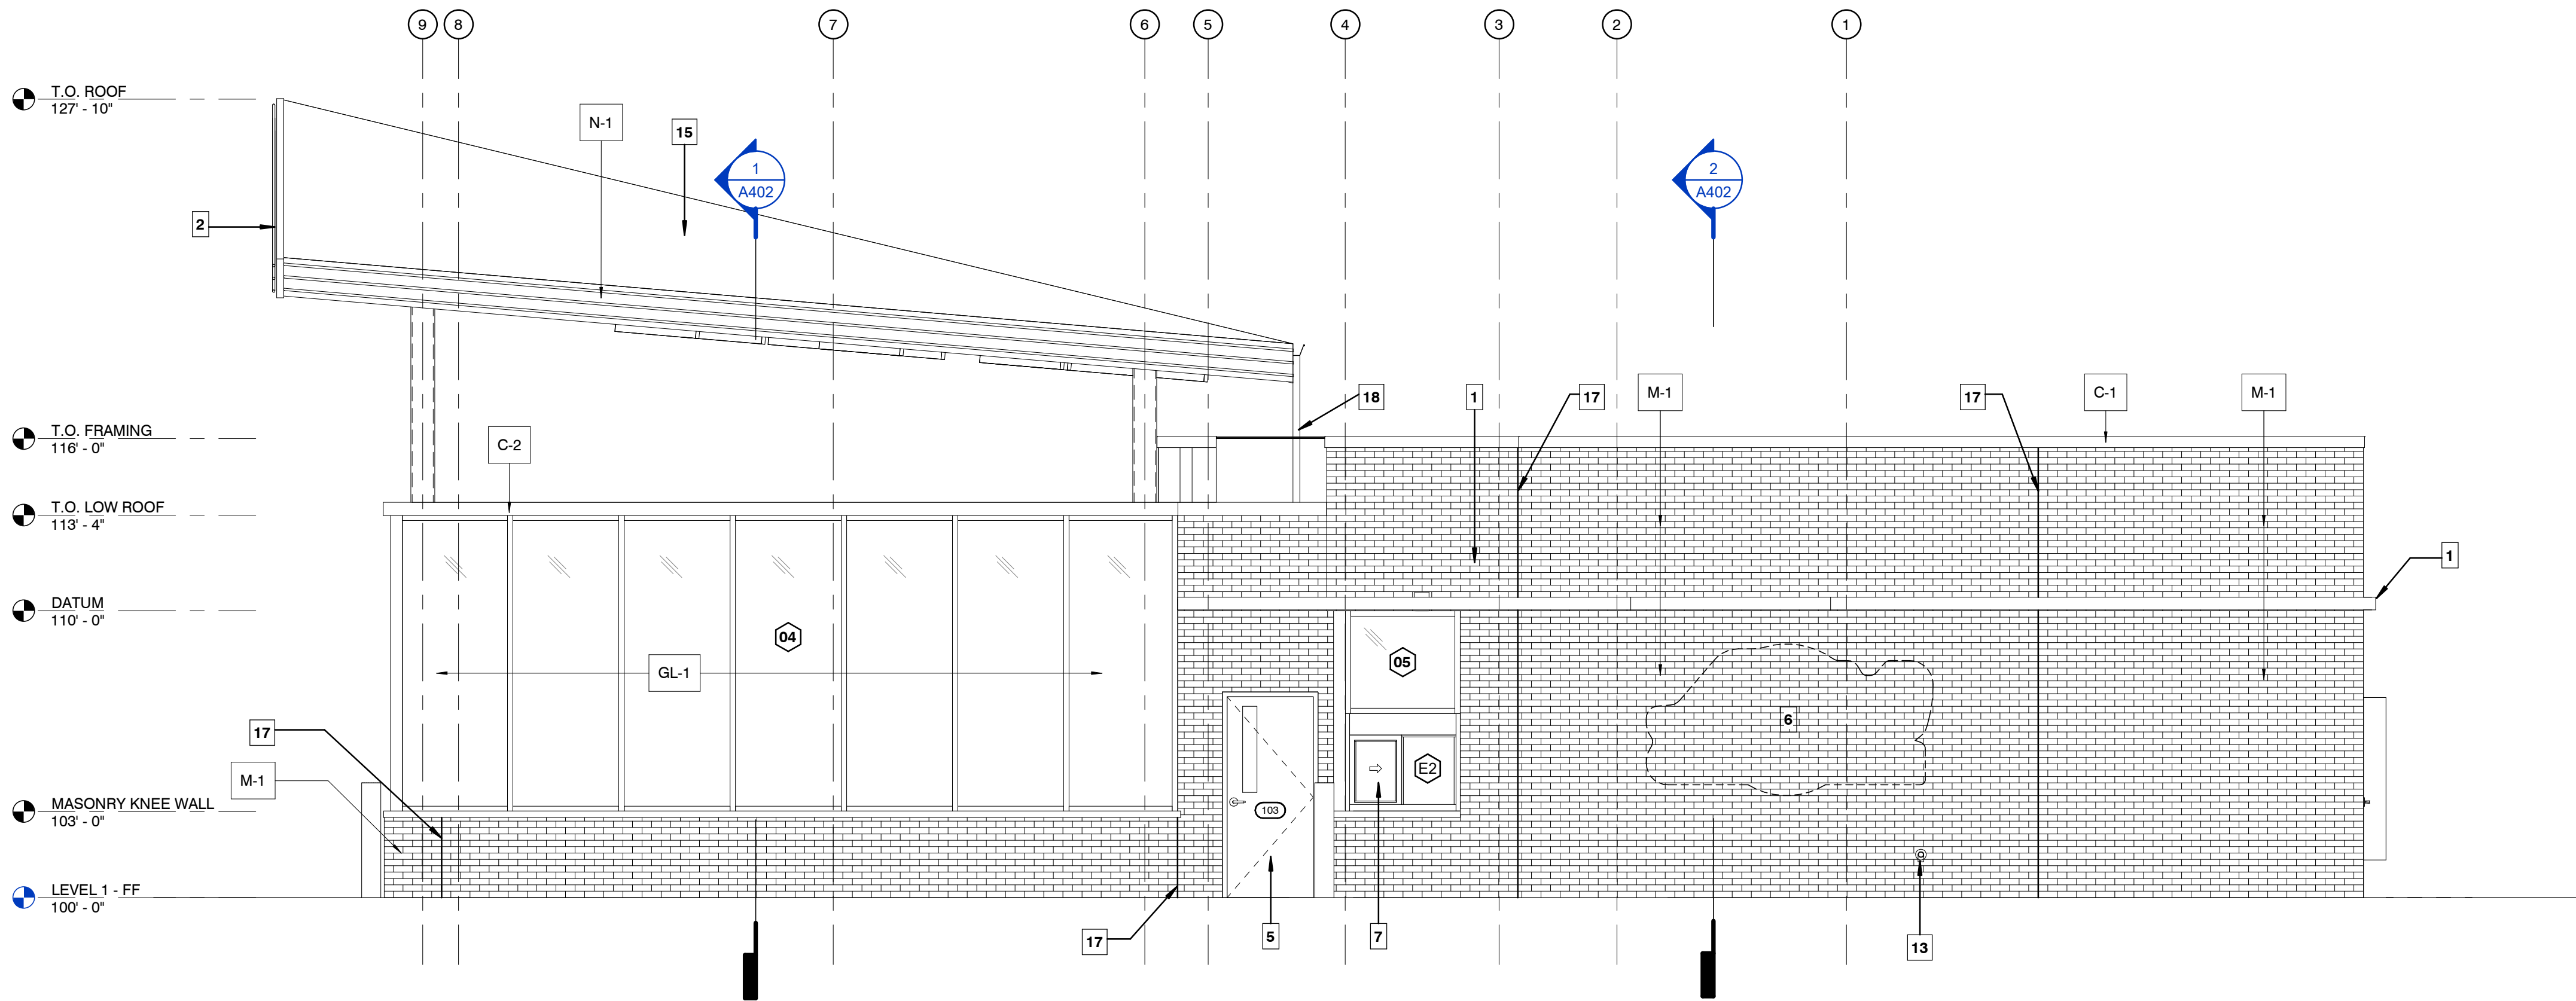 9
8
7
6
5
4
3
2
1
T.O. ROOF
127' - 10"
N-1
15
1
A402
2
A402
2
T.O. FRAMING
116' - 0"
C-2
18
1
17
M-1
17
C-1
M-1
T.O. LOW ROOF
113' - 4"
1
DATUM
110' - 0"
04
GL-1
05
6
17
M-1
E2
103
MASONRY KNEE WALL
103' - 0"
LEVEL 1 - FF
100' - 0"
17
5
7
13